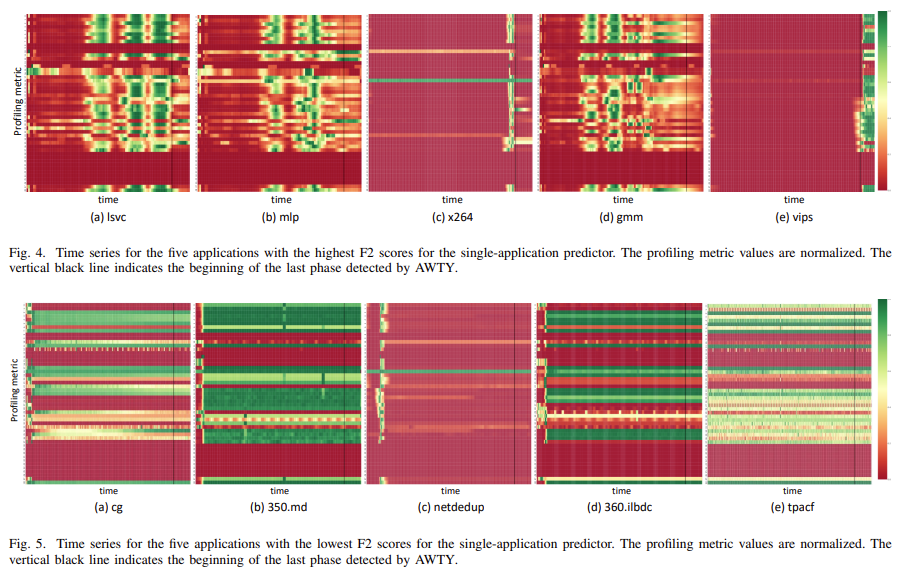 Profiling metric
time
time
time
time
time
(a) lsvc
(b) mlp
(c) x264
(d) gmm
(e) vips
Fig. 4. Time series for the five applications with the highest F2 scores for the single-application predictor. The profiling metric values are normalized. The
vertical black line indicates the beginning of the last phase detected by AWTY.
Profiling metric
time
time
time
time
time
(a) cg
(b) 350.md
(c) netdedup
(d) 360.ilbdc
(e) tpacf
Fig. 5. Time series for the five applications with the lowest F2 scores for the single-application predictor. The profiling metric values are normalized. The
vertical black line indicates the beginning of the last phase detected by AWTY.